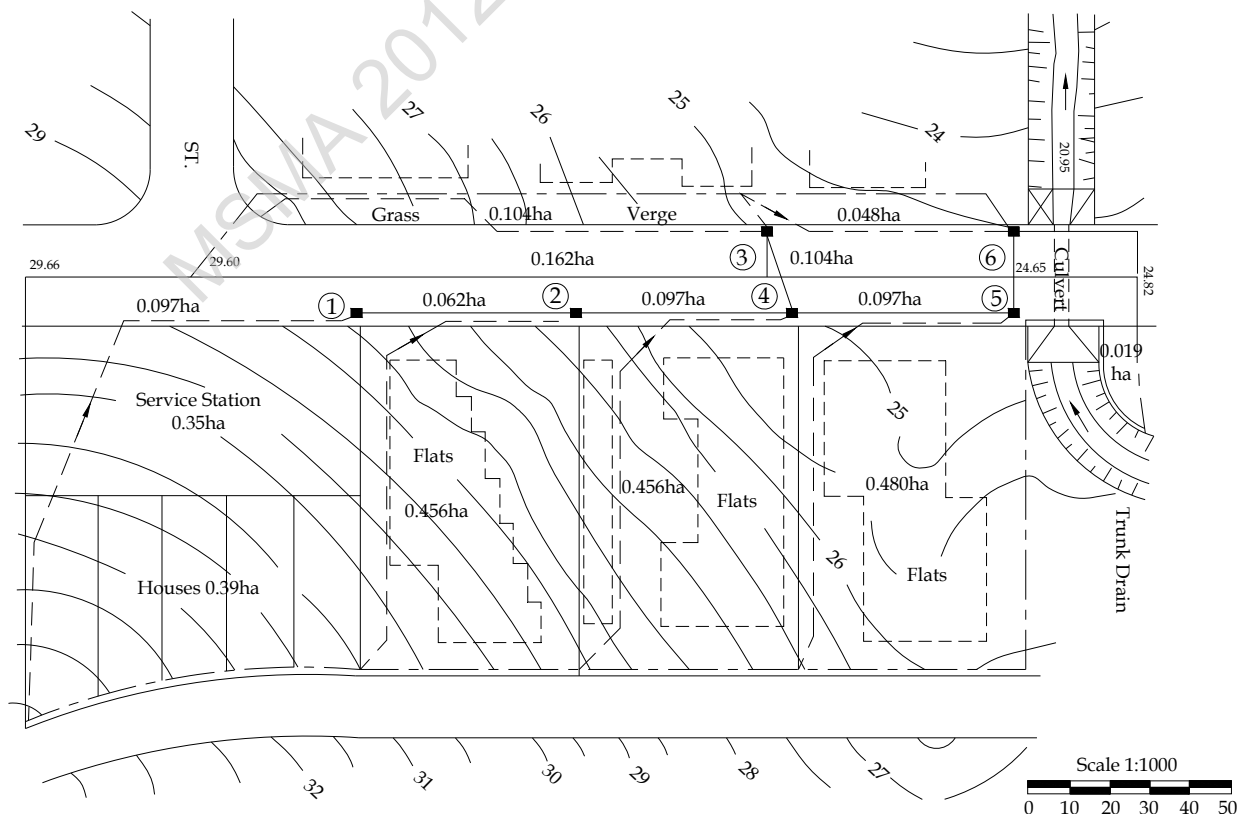 MSMA 2012
29
ST.
27
26
25
24
20.95
Grass
0.104ha
Verge
0.048ha
29.66
29.60
0.162ha
③
0.104ha
⑥
24.65
Culvert
24.82
0.097ha
①
0.062ha
②
0.097ha
④
0.097ha
⑤
0.019
ha
Service Station
0.35ha
Flats
0.456ha
0.456ha
Flats
25
0.480ha
26
Flats
Trunk Drain
Houses 0.39ha
32
31
30
29
28
27
Scale 1:1000
0 10 20 30 40 50